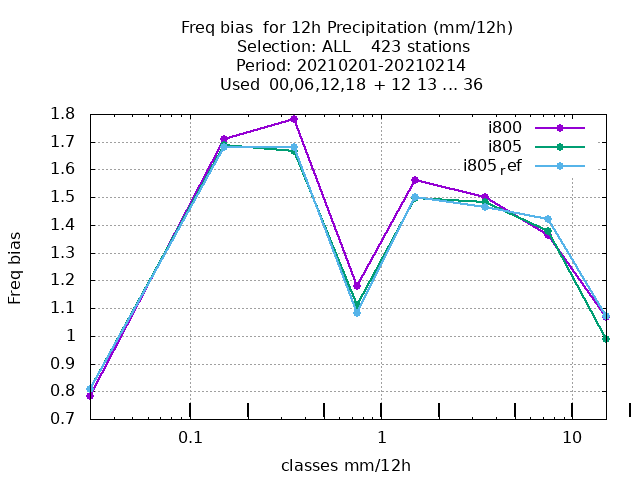 Freq bias  for 12h Precipitation (mm/12h)
Selection: ALL    423 stations
Period: 20210201-20210214
Used  00,06,12,18  + 12 13 ... 36
1.8
1.7
1.6
1.5
1.4
1.3
1.2
1.1
1
0.9
0.8
0.7
Freq bias
i800
i805
i805ref
0.1
1
10
classes mm/12h